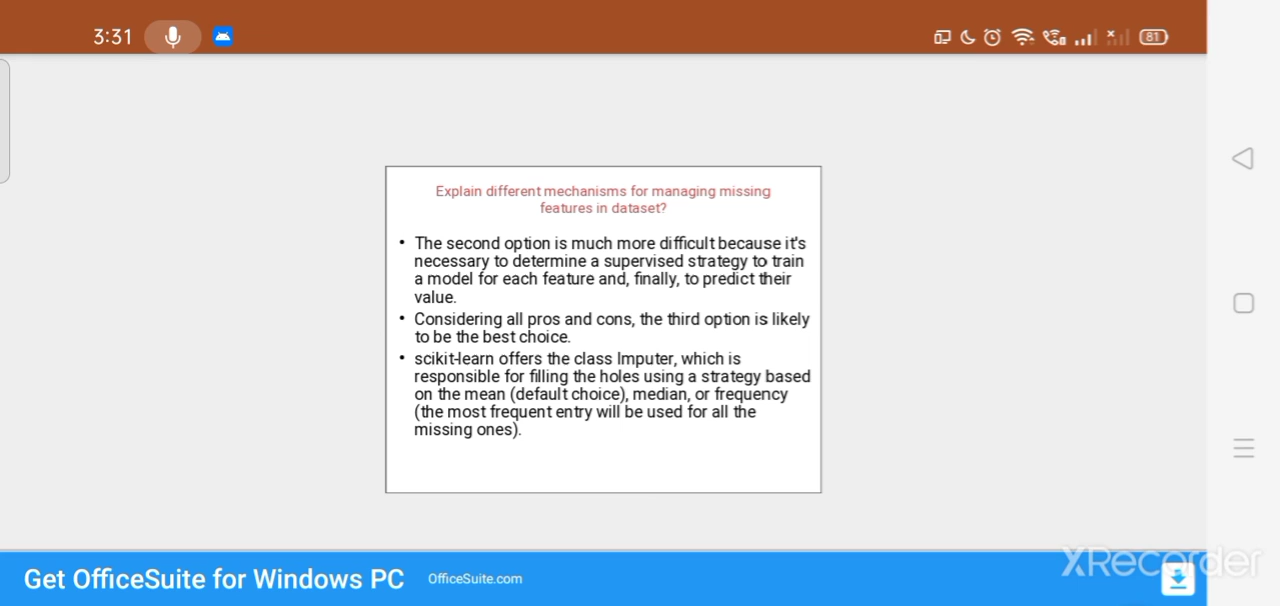 3:31
81
Explain different mechanisms for managing missing
features in dataset?
• The second option is much more difficult because it's
necessary to determine a supervised strategy to train
a model for each feature and, finally, to predict their
value.
• Considering all pros and cons, the third option is likely
to be the best choice.
• scikit-learn offers the class Imputer, which is
responsible for filling the holes using a strategy based
on the mean (default choice), median, or frequency
(the most frequent entry will be used for all the
missing ones).
XRecorder
Get OfficeSuite for Windows PC OfficeSuite.com